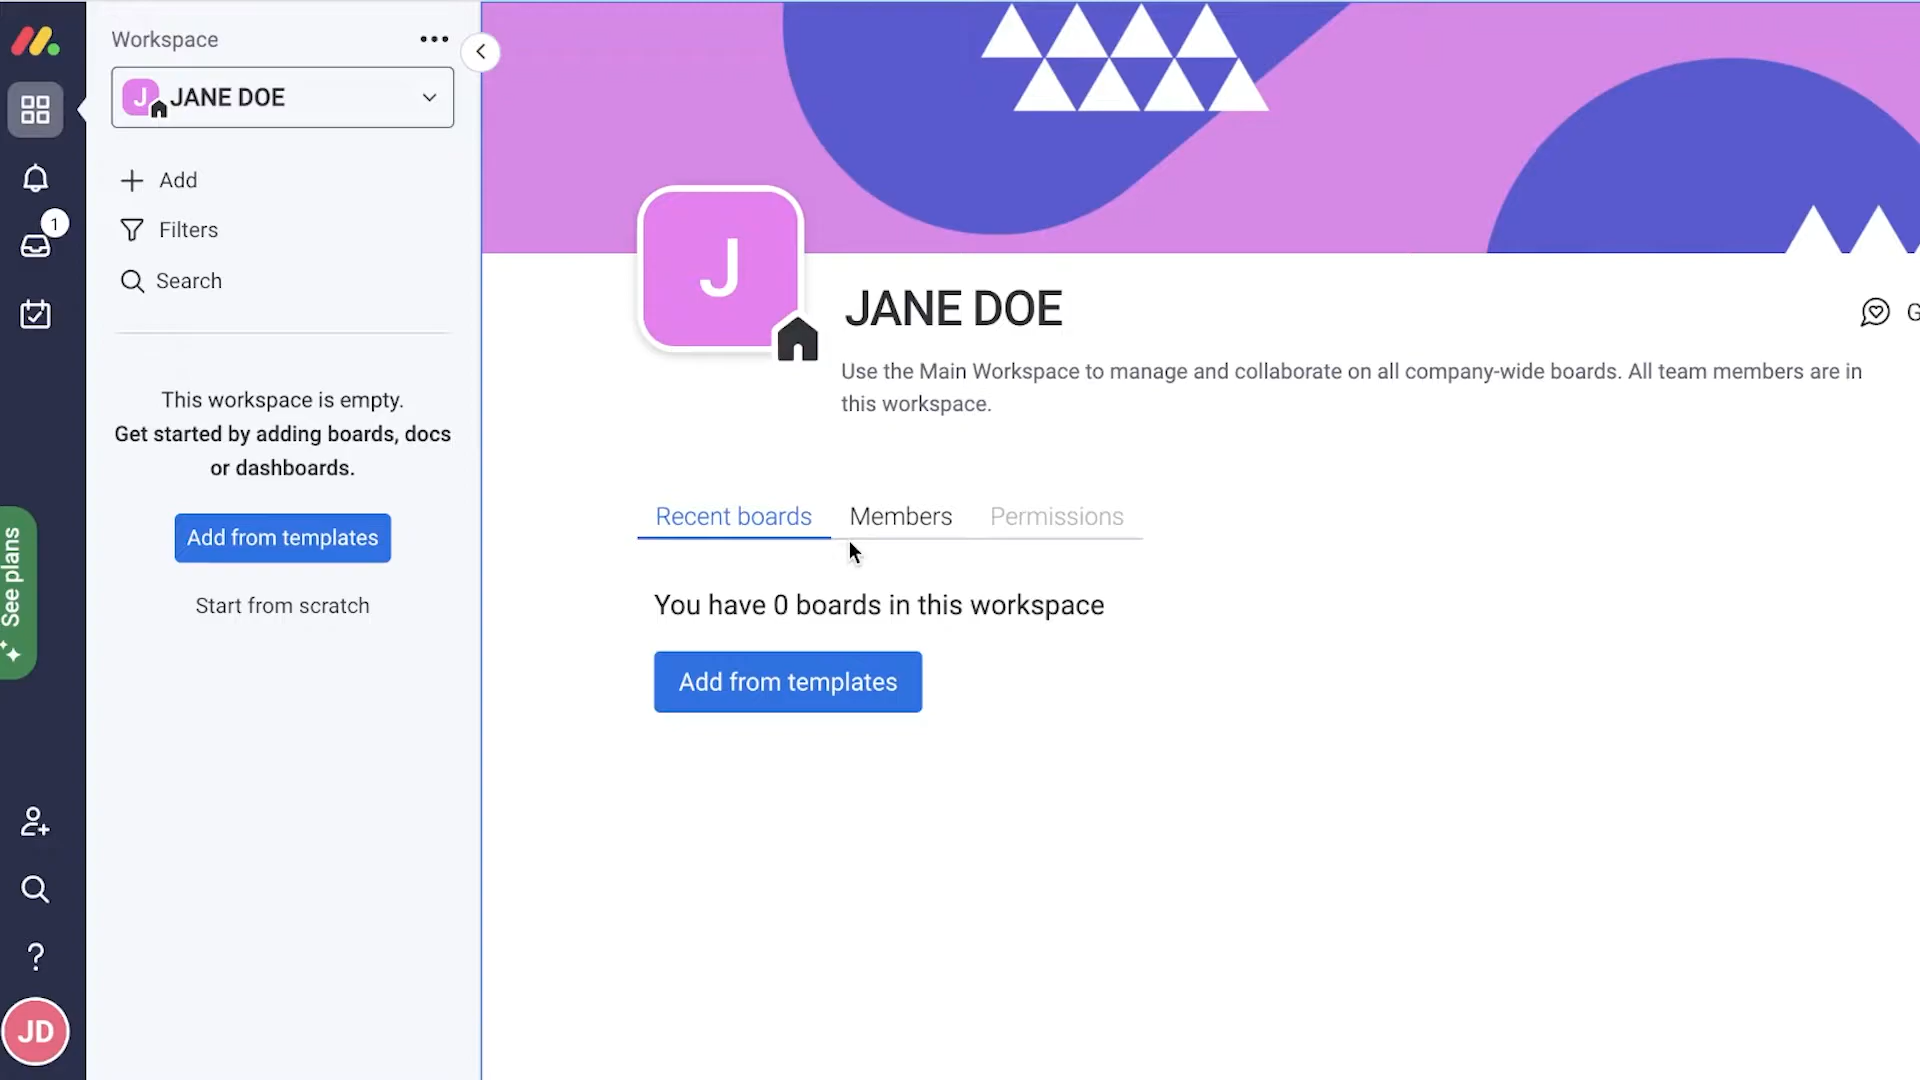 Workspace
J JANE DOE
Add
Filters
1
Search
This workspace is empty.
Get started by adding boards, docs
or dashboards.
Add from templates
Start from scratch
See plans
?
JD
J
JANE DOE
G
Use the Main Workspace to manage and collaborate on all company-wide boards. All team members are in
this workspace.
Recent boards Members Permissions
You have 0 boards in this workspace
Add from templates